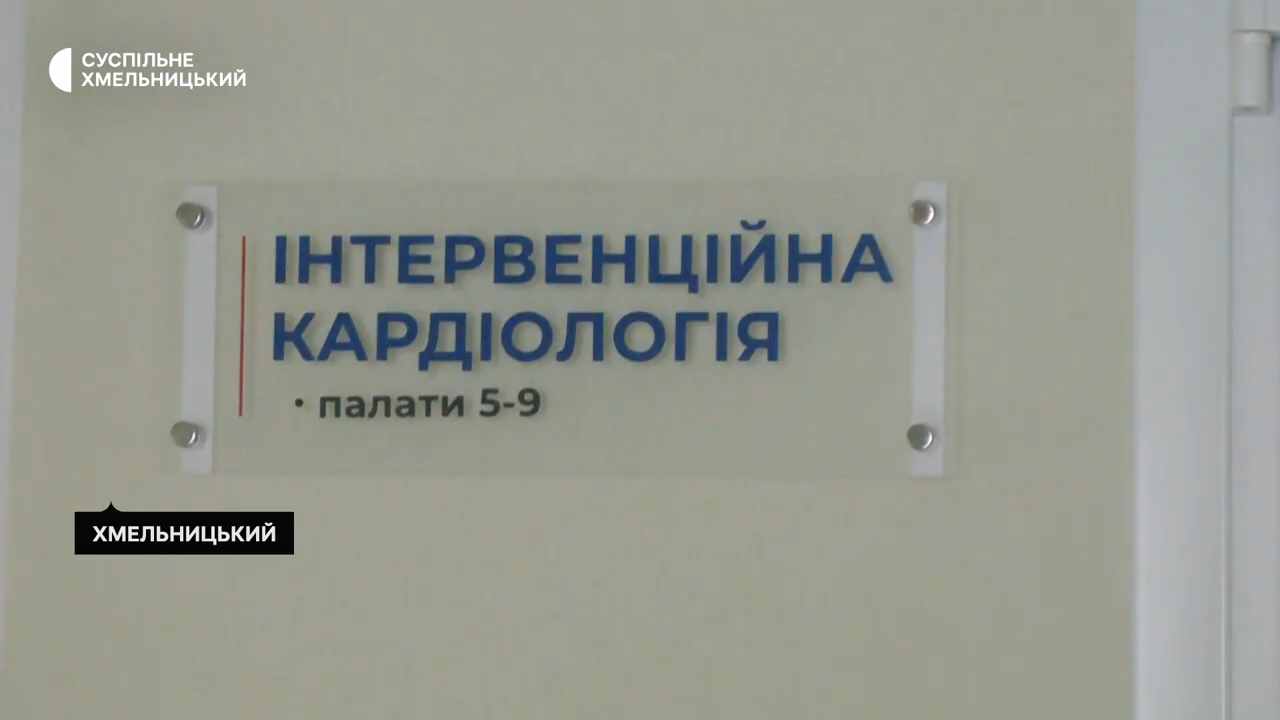 СУСПІЛЬНЕ
ХМЕЛЬНИЦЬКИЙ
ІНТЕРВЕНЦІЙНА
КАРДІОЛОГІЯ
· палати 5-9
ХМЕЛЬНИЦЬКИЙ